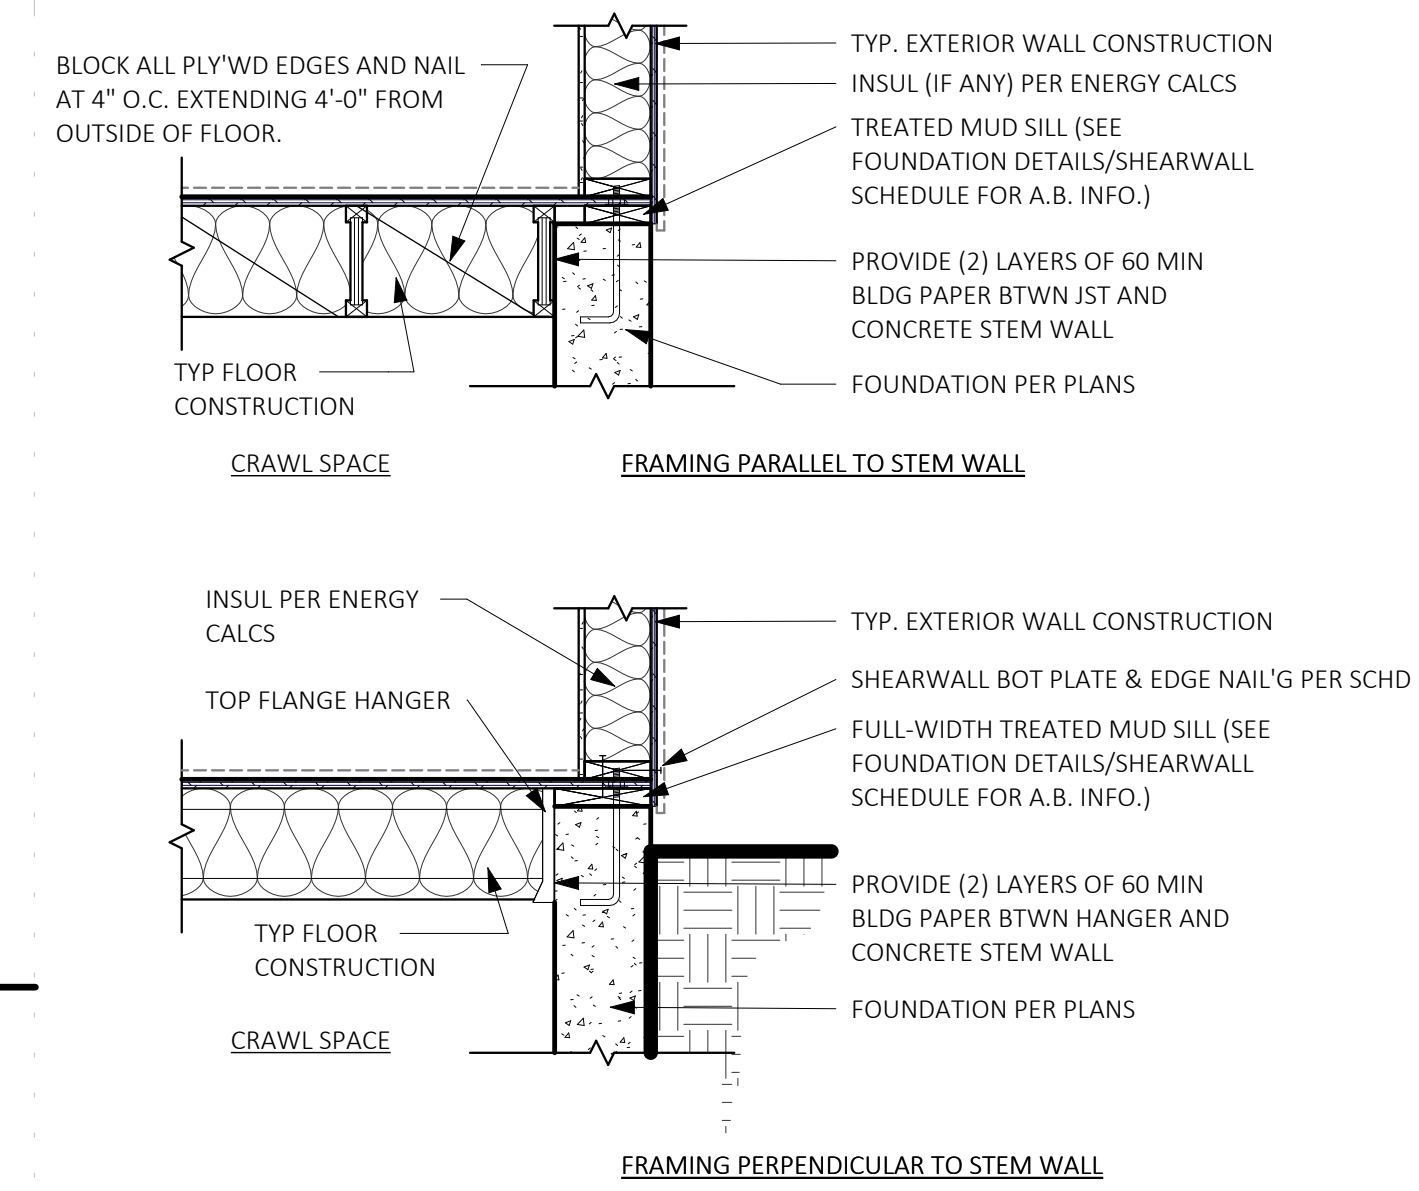 BLOCK ALL PLY'WD EDGES AND NAIL
AT 4" O.C. EXTENDING 4'-0" FROM
OUTSIDE OF FLOOR.
TYP. EXTERIOR WALL CONSTRUCTION
INSUL (IF ANY) PER ENERGY CALCS
TREATED MUD SILL (SEE
FOUNDATION DETAILS/SHEARWALL
SCHEDULE FOR A.B. INFO.)
PROVIDE (2) LAYERS OF 60 MIN
BLDG PAPER BTWN JST AND
CONCRETE STEM WALL
FOUNDATION PER PLANS
TYP FLOOR
CONSTRUCTION
CRAWL SPACE
FRAMING PARALLEL TO STEM WALL
INSUL PER ENERGY
CALCS
TOP FLANGE HANGER
TYP. EXTERIOR WALL CONSTRUCTION
SHEARWALL BOT PLATE & EDGE NAIL'G PER SCHD
FULL-WIDTH TREATED MUD SILL (SEE
FOUNDATION DETAILS/SHEARWALL
SCHEDULE FOR A.B. INFO.)
PROVIDE (2) LAYERS OF 60 MIN
BLDG PAPER BTWN HANGER AND
CONCRETE STEM WALL
FOUNDATION PER PLANS
TYP FLOOR
CONSTRUCTION
CRAWL SPACE
FRAMING PERPENDICULAR TO STEM WALL